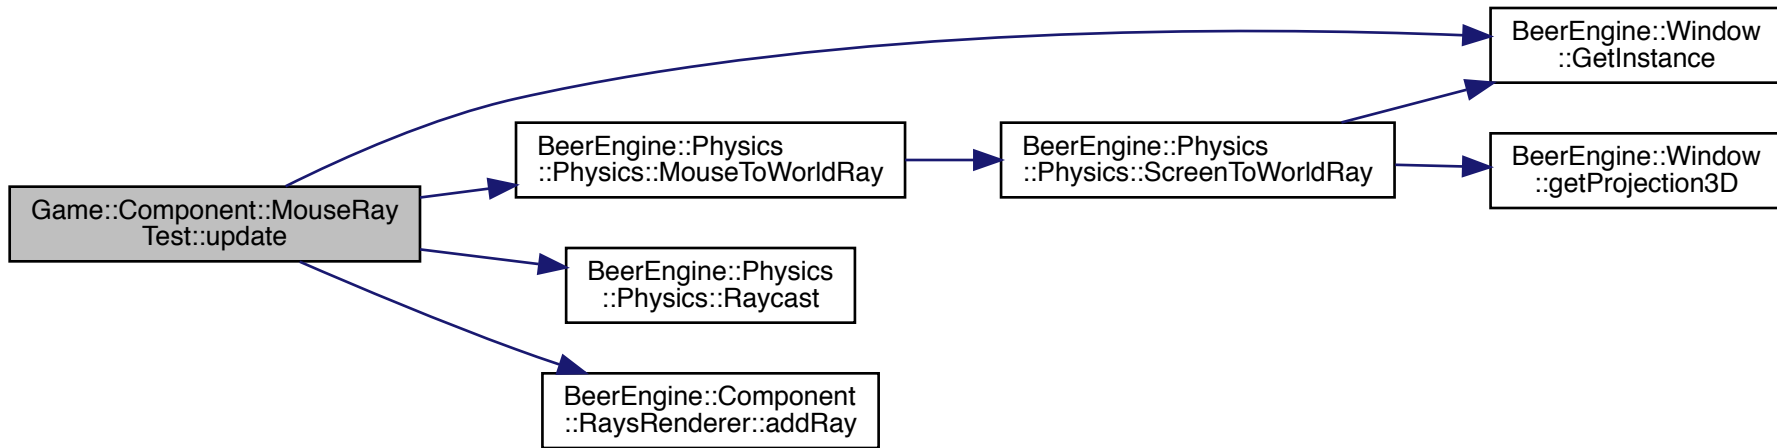 BeerEngine::Window
::GetInstance
BeerEngine::Physics
::Physics::MouseToWorldRay
BeerEngine::Physics
::Physics::ScreenToWorldRay
BeerEngine::Window
::getProjection3D
Game::Component::MouseRay
Test::update
BeerEngine::Physics
::Physics::Raycast
BeerEngine::Component
::RaysRenderer::addRay